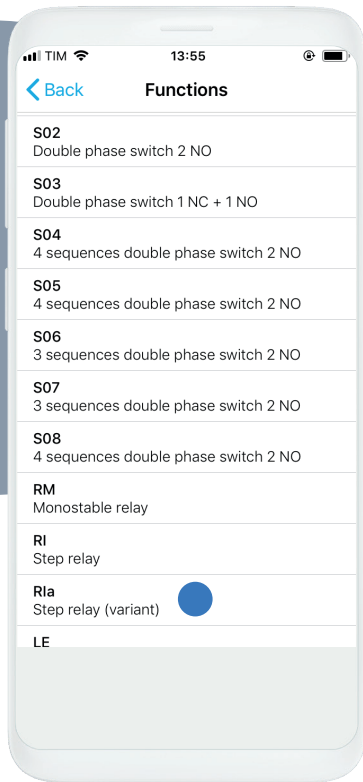 TIM 13:55
Back Functions
S02
Double phase switch 2 NO
S03
Double phase switch 1 NC + 1 NO
S04
4 sequences double phase switch 2 NO
S05
4 sequences double phase switch 2 NO
S06
3 sequences double phase switch 2 NO
S07
3 sequences double phase switch 2 NO
S08
4 sequences double phase switch 2 NO
RM
Monostable relay
RI
Step relay
RIa
Step relay (variant)
LE